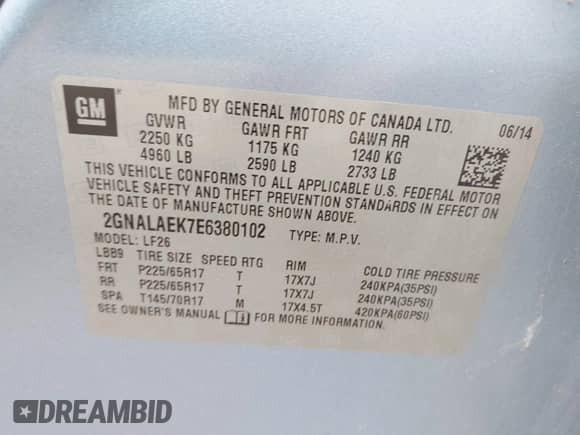 GM
MFD BY GENERAL MOTORS OF CANADA LTD. 06/14
GVWR GAWR FRT GAWR RR
2250 KG 1175 KG 1240 KG
4960 LB 2590 LB 2733 LB
THIS VEHICLE CONFORMS TO ALL APPLICABLE U.S. FEDERAL MOTOR
VEHICLE SAFETY AND THEFT PREVENTION STANDARDS IN EFFECT ON
THE DATE OF MANUFACTURE SHOWN ABOVE.
2GNALAEK7E6380102 TYPE: M.P.V.
MODEL: LF26
LBB9 TIRE SIZE SPEED RTG RIM COLD TIRE PRESSURE
FRT P225/65R17 T 17X7J 240KPA(35PSI)
RR P225/65R17 T 17X7J 240KPA(35PSI)
SPA T145/70R17 M 17X4.5T 420KPA(60PSI)
SEE OWNER'S MANUAL FOR MORE INFORMATION.
DREAMBID